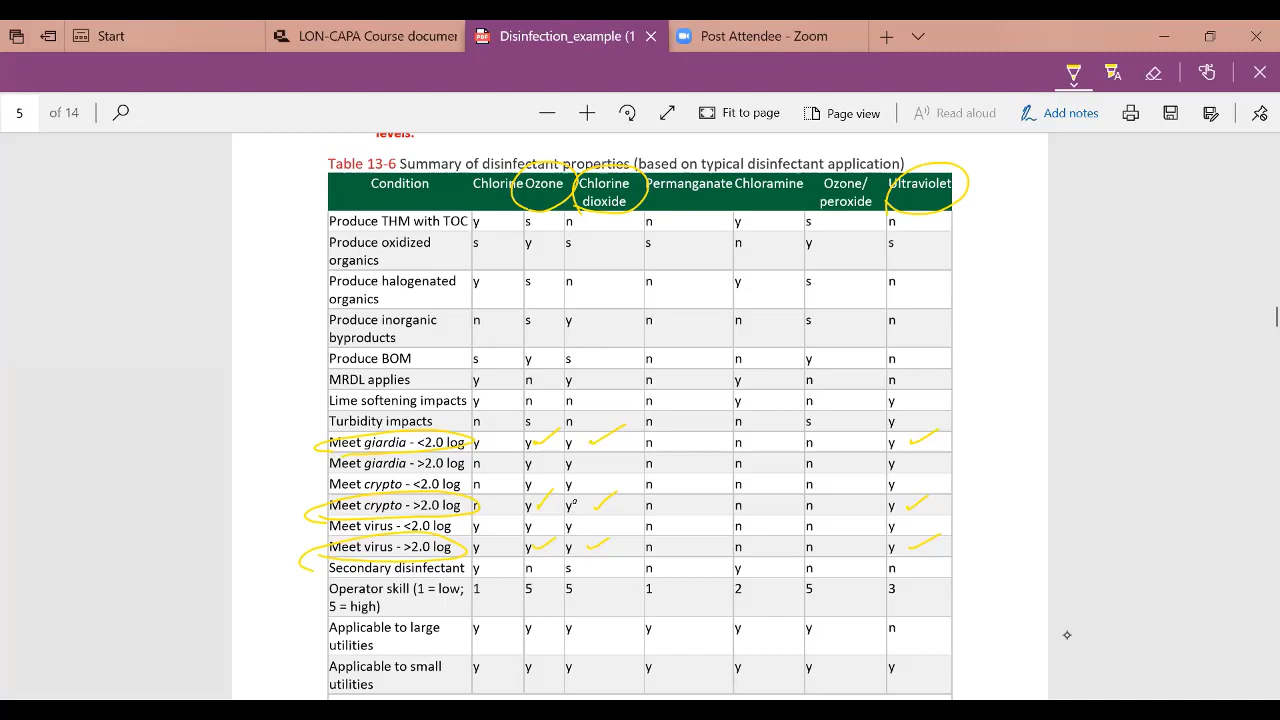 Start
LON-CAPA Course documen
Disinfection_example (1
Post Attendee - Zoom
5 of 14
Fit to page
Page view
Read aloud
Add notes
levels.
Table 13-6 Summary of disinfectant properties (based on typical disinfectant application)
Condition Chlorine Ozone Chlorine dioxide Permanganate Chloramine Ozone/ peroxide Ultraviolet
Produce THM with TOC y s n n y s n
Produce oxidized organics s y s s n y s
Produce halogenated organics y s n n y s n
Produce inorganic byproducts n s y n n s n
Produce BOM s y s n n y n
MRDL applies y n y n y n n
Lime softening impacts y n n n y n y
Turbidity impacts n s n n n s y
Meet giardia - <2.0 log y y y n n n y
Meet giardia - >2.0 log n y y n n n y
Meet crypto - <2.0 log n y y n n n y
Meet crypto - >2.0 log n y yª n n n y
Meet virus - <2.0 log y y y n n n y
Meet virus - >2.0 log y y y n n n y
Secondary disinfectant y n s n y n n
Operator skill (1 = low; 5 = high) 1 5 5 1 2 5 3
Applicable to large utilities y y y y y y n
Applicable to small utilities y y y y y y y